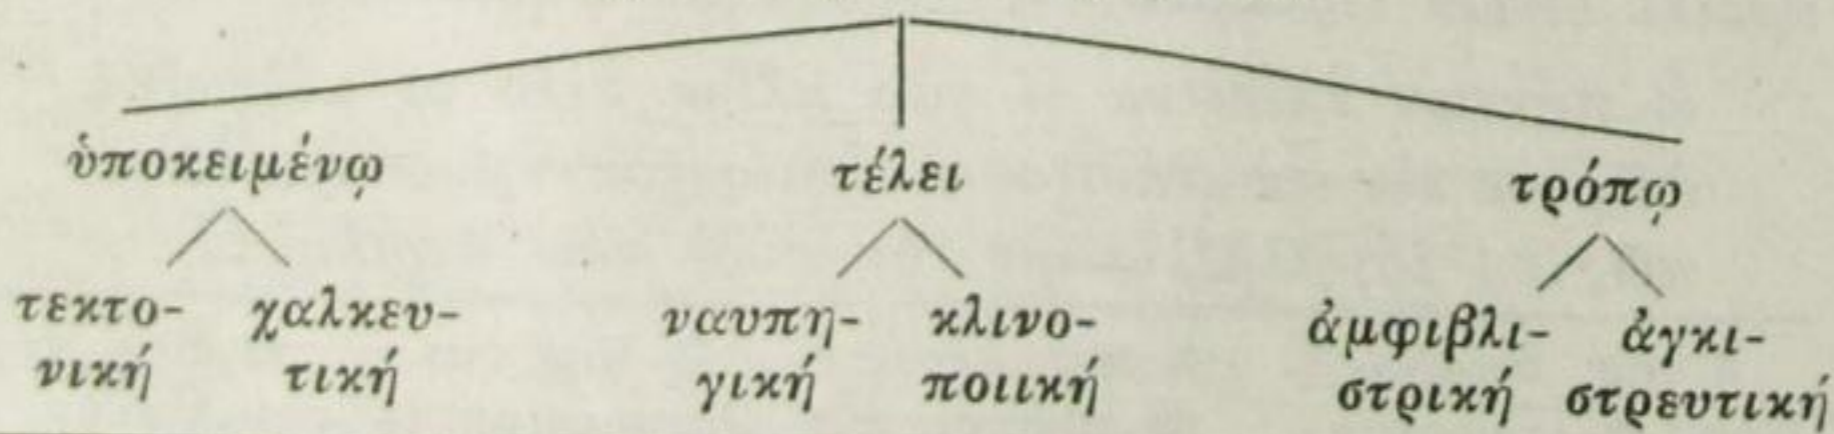 ὑποκειμένῳ τέλει τρόπῳ
τεκτο- χαλκευ- ναυπη- κλινο- ἀμφιβλι- ἀγκι-
νική τική γική ποιική στρική στρευτική